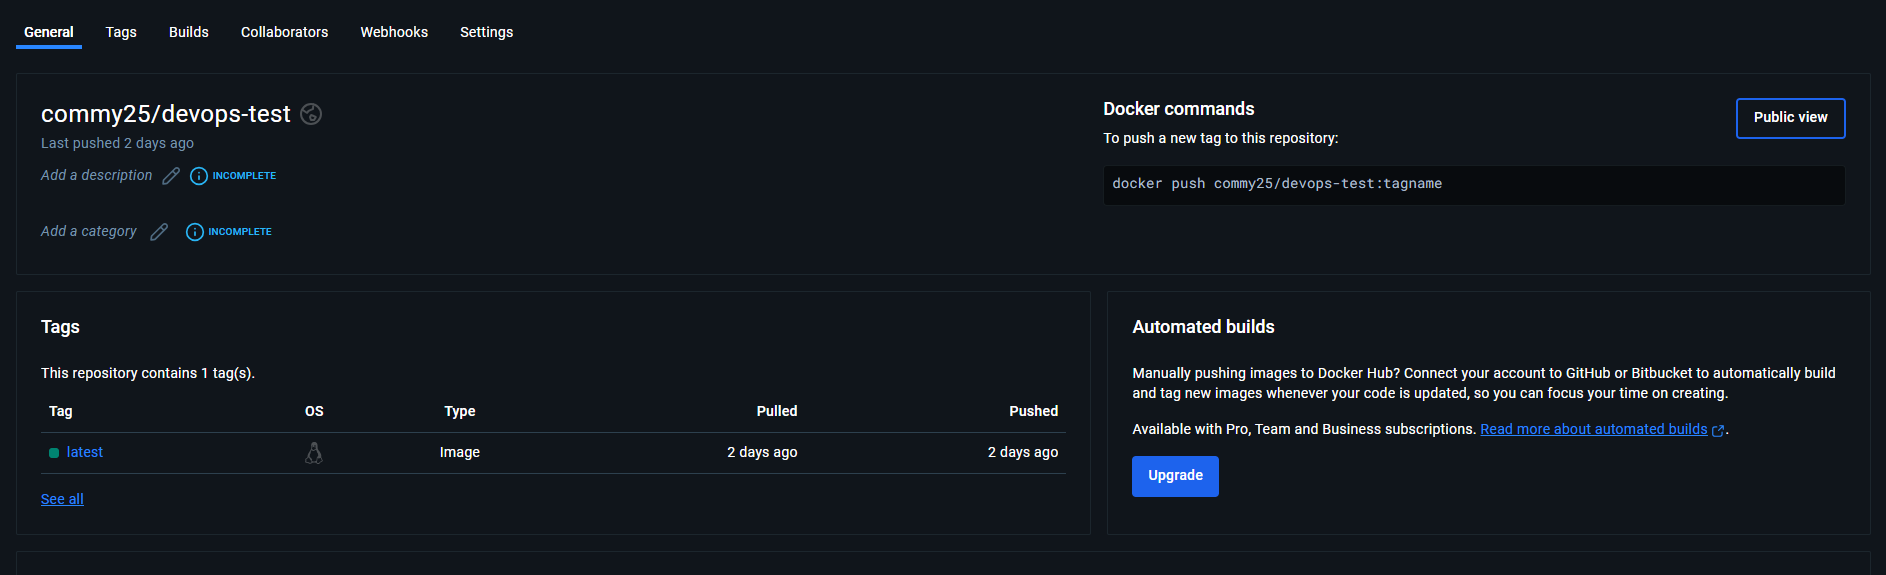 General Tags Builds Collaborators Webhooks Settings
commy25/devops-test
Last pushed 2 days ago
Add a description INCOMPLETE
Add a category INCOMPLETE
Docker commands
Public view
To push a new tag to this repository:
docker push commy25/devops-test:tagname
Tags
This repository contains 1 tag(s).
Tag OS Type Pulled Pushed
latest Image 2 days ago 2 days ago
See all
Automated builds
Manually pushing images to Docker Hub? Connect your account to GitHub or Bitbucket to automatically build
and tag new images whenever your code is updated, so you can focus your time on creating.
Available with Pro, Team and Business subscriptions. Read more about automated builds.
Upgrade